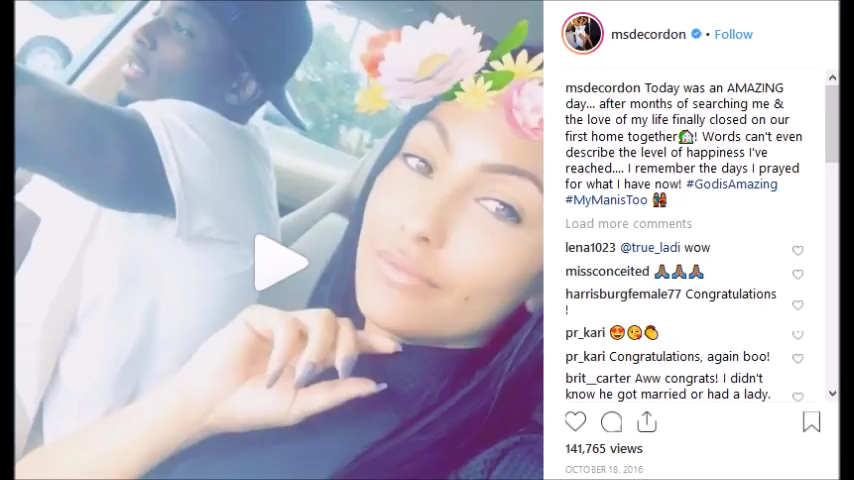 msdecordon • Follow
msdecordon Today was an AMAZING
day... after months of searching me &
the love of my life finally closed on our
first home together🏠! Words can't even
describe the level of happiness I've
reached.... I remember the days I prayed
for what I have now! #GodisAmazing
#MyManisToo 👫
Load more comments
lena1023 @true_ladi wow
missconceited 🙏🏽🙏🏽🙏🏽
harrisburgfemale77 Congratulations
!
pr_kari 😍😘👏
pr_kari Congratulations, again boo!
brit__carter Aww congrats! I didn't
know he got married or had a lady.
141,765 views
OCTOBER 18, 2016